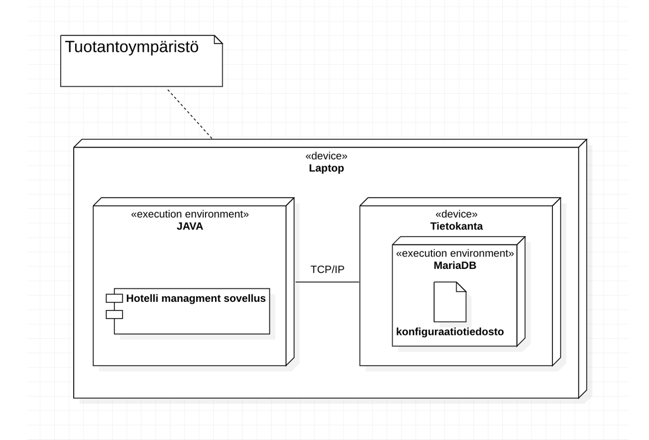 Tuotantoympäristö
«device»
Laptop
«execution environment»
JAVA
Hotelli managment sovellus
TCP/IP
«device»
Tietokanta
«execution environment»
MariaDB
konfiguraatiotiedosto